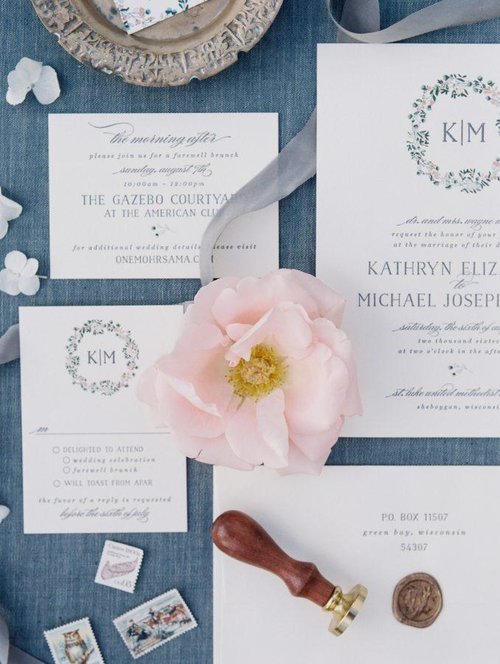 the morning after
please join us for a farewell brunch
sunday, august 7th
10:00am - 12:00pm
THE GAZEBO COURTYARD
AT THE AMERICAN CLUB
for additional wedding details please visit
ONEMOHRSAMA.COM
K|M
dr. and mrs. wayne
request the honor of your
at the marriage of their
KATHRYN ELIZ
to
MICHAEL JOSEP
saturday, the sixth of
two thousand sixteen
at two o'clock in the after
st. luke united methodist
sheboygan, wisconsin
K|M
M
DELIGHTED TO ATTEND
wedding celebration
farewell brunch
WILL TOAST FROM AFAR
the favor of a reply is requested
before the sixth of july
P.O. BOX 11507
green bay, wisconsin
54307